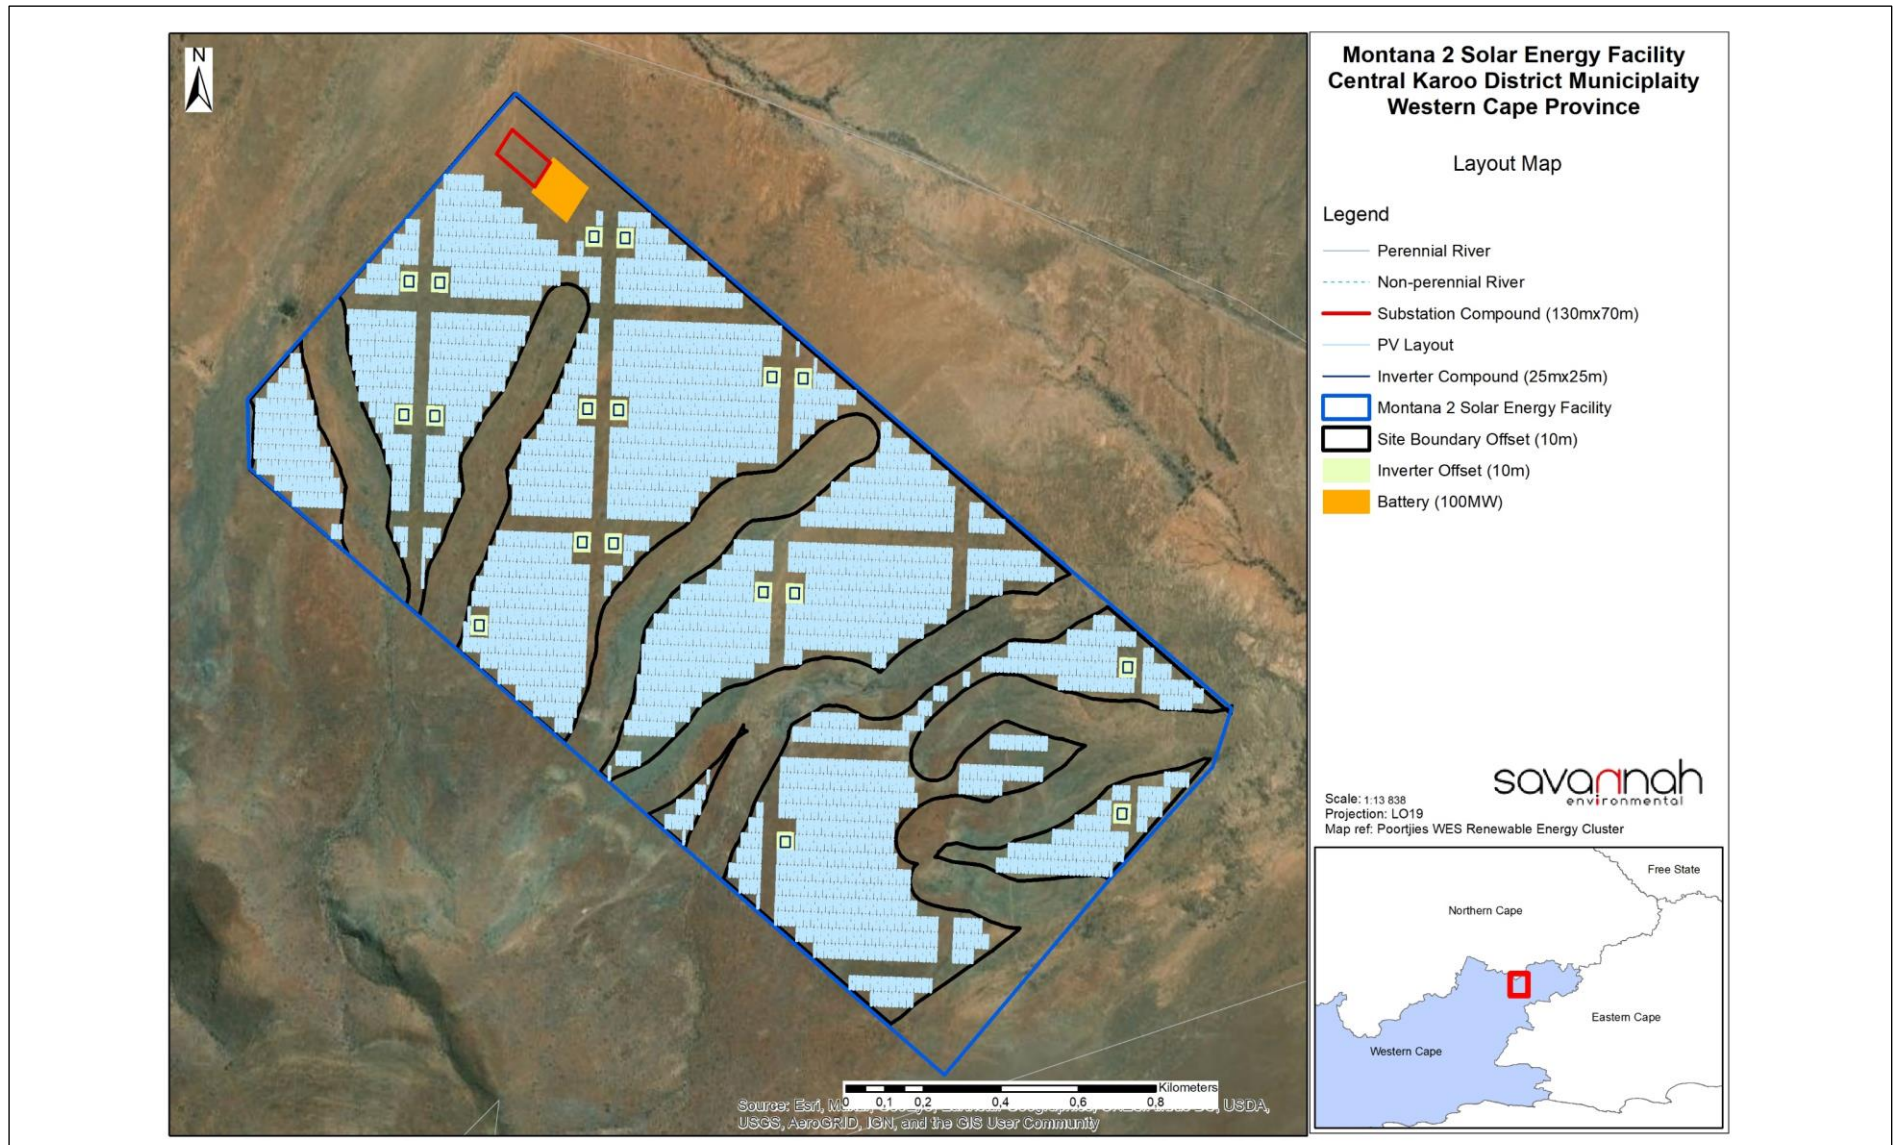 N
Montana 2 Solar Energy Facility
Central Karoo District Municiplaity
Western Cape Province
Layout Map
Legend
Perennial River
Non-perennial River
Substation Compound (130mx70m)
PV Layout
Inverter Compound (25mx25m)
Montana 2 Solar Energy Facility
Site Boundary Offset (10m)
Inverter Offset (10m)
Battery (100MW)
savannah
environmental
Scale: 1:13 838
Projection: LO19
Map ref: Poortjies WES Renewable Energy Cluster
Free State
Northern Cape
Eastern Cape
Western Cape
Kilometers
0 0,1 0,2 0,4 0,6 0,8
Source: Esri, USDA,
USGS, AeroGRID, IGN, and the GIS User Community